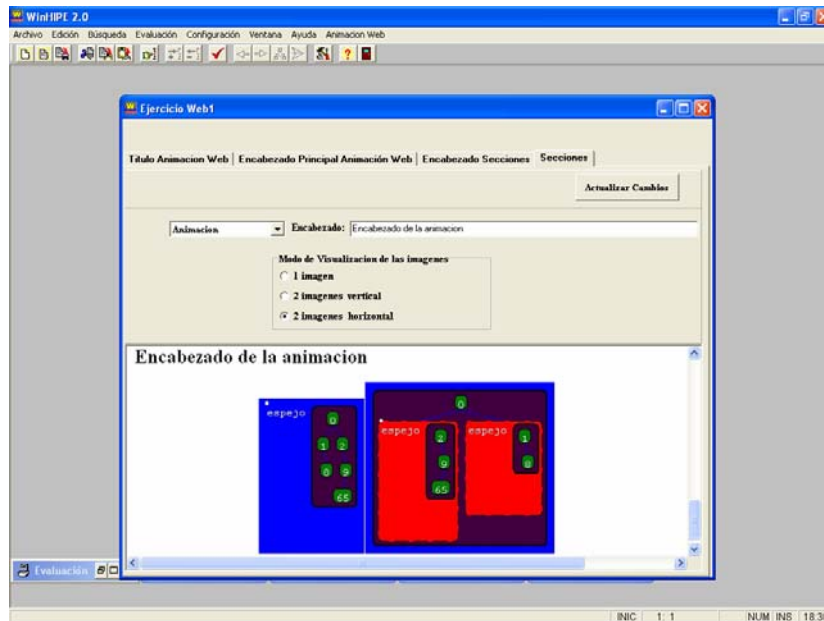 WinHIPE 2.0
Archivo Edición Búsqueda Evaluación Configuración Ventana Ayuda Animacion Web
Ejercicio Web1
Titulo Animacion Web Encabezado Principal Animación Web Encabezado Secciones Secciones
Actualizar Cambios
Animacion Encabezado: Encabezado de la animacion
Modo de Visualizacion de las imagenes
1 imagen
2 imagenes vertical
2 imagenes horizontal
Encabezado de la animacion
espejo 0
1 2
0 9
65
0
espejo 2 espejo 1
9 0
65
Evaluación
INIC 1: 1 NUM INS 18:3